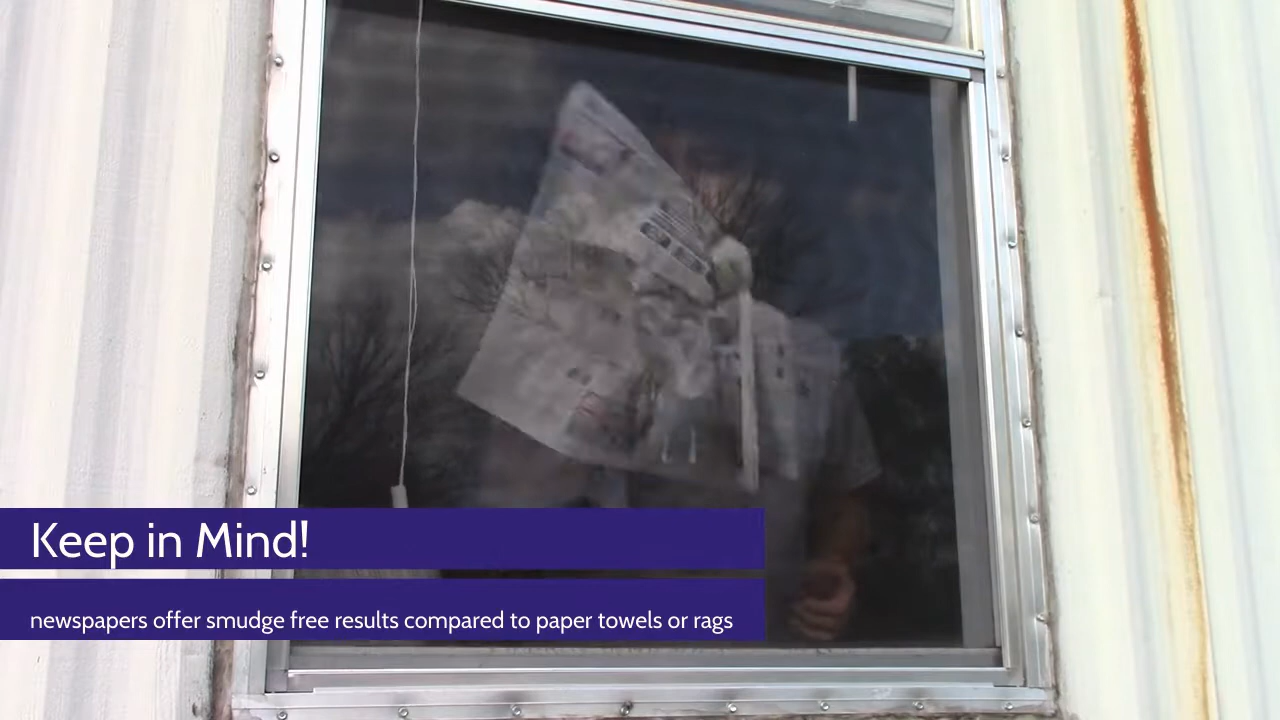 Keep in Mind!
newspapers offer smudge free results compared to paper towels or rags